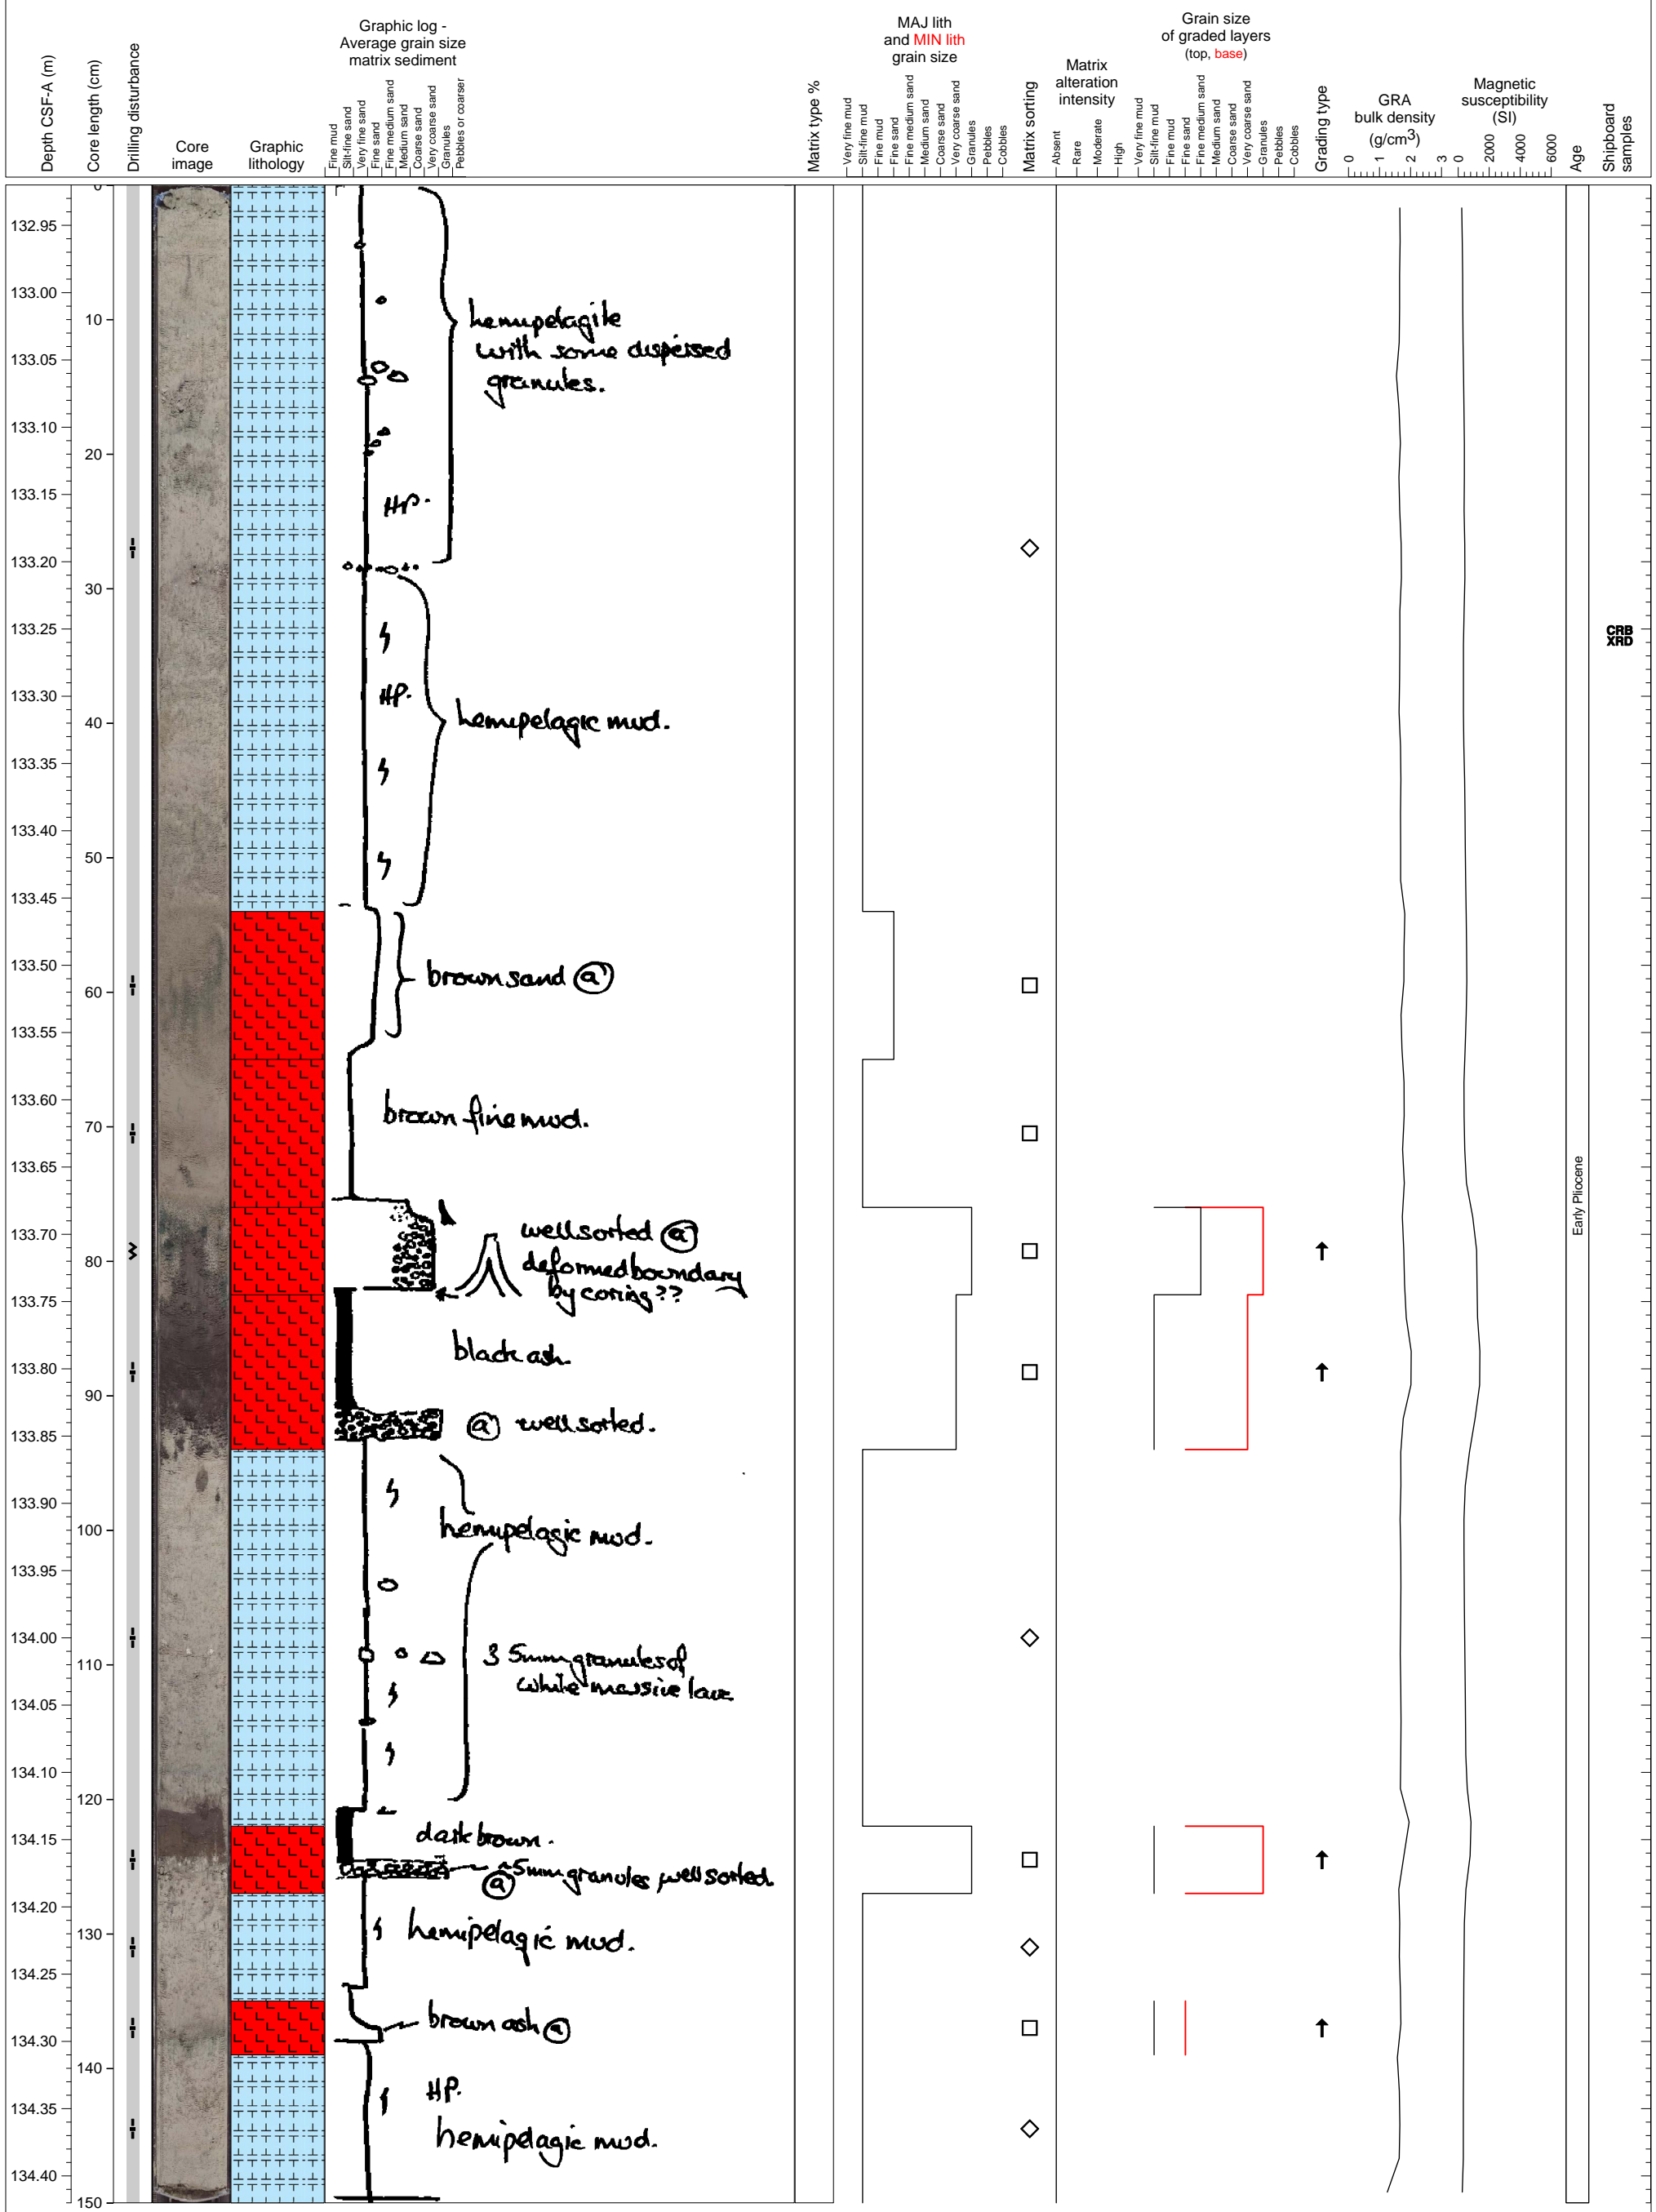 Depth CSF-A (m)
Core length (cm)
Drilling disturbance
Core
image
Graphic
lithology
Graphic log -
Average grain size
matrix sediment
Fine mud
Silt-fine sand
Very fine sand
Fine sand
Fine medium sand
Medium sand
Coarse sand
Very coarse sand
Granules
Pebbles or coarser
Matrix type %
MAJ lith
and MIN lith
grain size
Very fine mud
Silt-fine mud
Fine mud
Fine sand
Fine medium sand
Medium sand
Coarse sand
Very coarse sand
Granules
Pebbles
Cobbles
Matrix sorting
Matrix
alteration
intensity
Absent
Rare
Moderate
High
Grain size
of graded layers
(top, base)
Very fine mud
Silt-fine mud
Fine mud
Fine sand
Fine medium sand
Medium sand
Coarse sand
Very coarse sand
Granules
Pebbles
Cobbles
Grading type
GRA
bulk density
(g/cm3)
0 1 2 3
Magnetic
susceptibility
(SI)
0 2000 4000 6000
Age
Shipboard
samples
132.95
133.00
133.05
133.10
133.15
133.20
133.25
133.30
133.35
133.40
133.45
133.50
133.55
133.60
133.65
133.70
133.75
133.80
133.85
133.90
133.95
134.00
134.05
134.10
134.15
134.20
134.25
134.30
134.35
134.40
0
10
20
30
40
50
60
70
80
90
100
110
120
130
140
150
hemipelagite
with some dispersed
granules.
HP.
HP.
hemipelagic mud.
brown sand a
brown fine mud.
well sorted a
deformed boundary
by coring??
black ash.
a well sorted.
hemipelagic mud.
3 5mm granules of
white massive lava
dark brown.
~5mm granules well sorted.
a
hemipelagic mud.
brown ash a
HP.
hemipelagic mud.
Early Pliocene
CRB
XRD